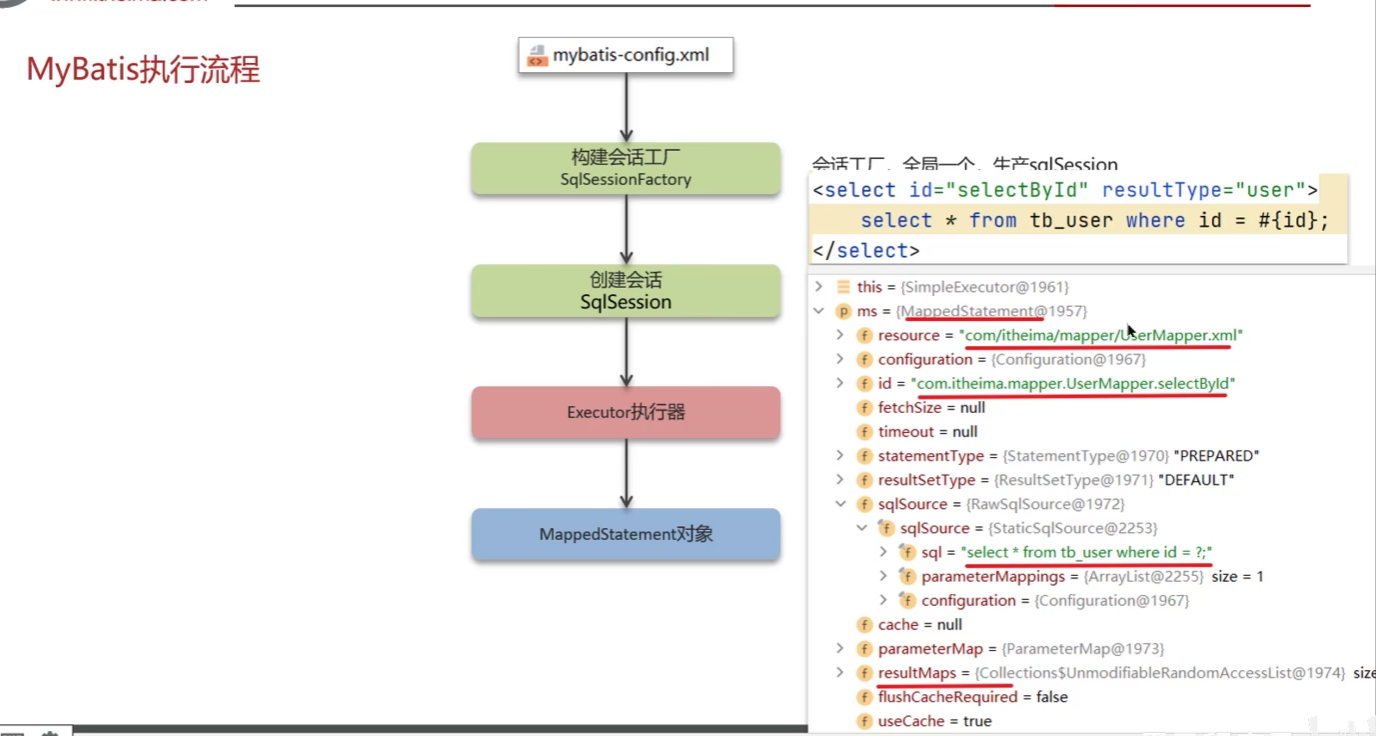 MyBatis执行流程
mybatis-config.xml
构建会话工厂
SqlSessionFactory
创建会话
SqlSession
Executor执行器
MappedStatement对象
会话工厂，全局一个，生产sqlSession
<select id="selectById" resultType="user">
select * from tb_user where id = #{id};
</select>
this = {SimpleExecutor@1961}
ms = {MappedStatement@1957}
resource = "com/itheima/mapper/UserMapper.xml"
configuration = {Configuration@1967}
id = "com.itheima.mapper.UserMapper.selectById"
fetchSize = null
timeout = null
statementType = {StatementType@1970} "PREPARED"
resultSetType = {ResultSetType@1971} "DEFAULT"
sqlSource = {RawSqlSource@1972}
sqlSource = {StaticSqlSource@2253}
sql = "select * from tb_user where id = ?;"
parameterMappings = {ArrayList@2255} size = 1
configuration = {Configuration@1967}
cache = null
parameterMap = {ParameterMap@1973}
resultMaps = {Collections$UnmodifiableRandomAccessList@1974} size
flushCacheRequired = false
useCache = true